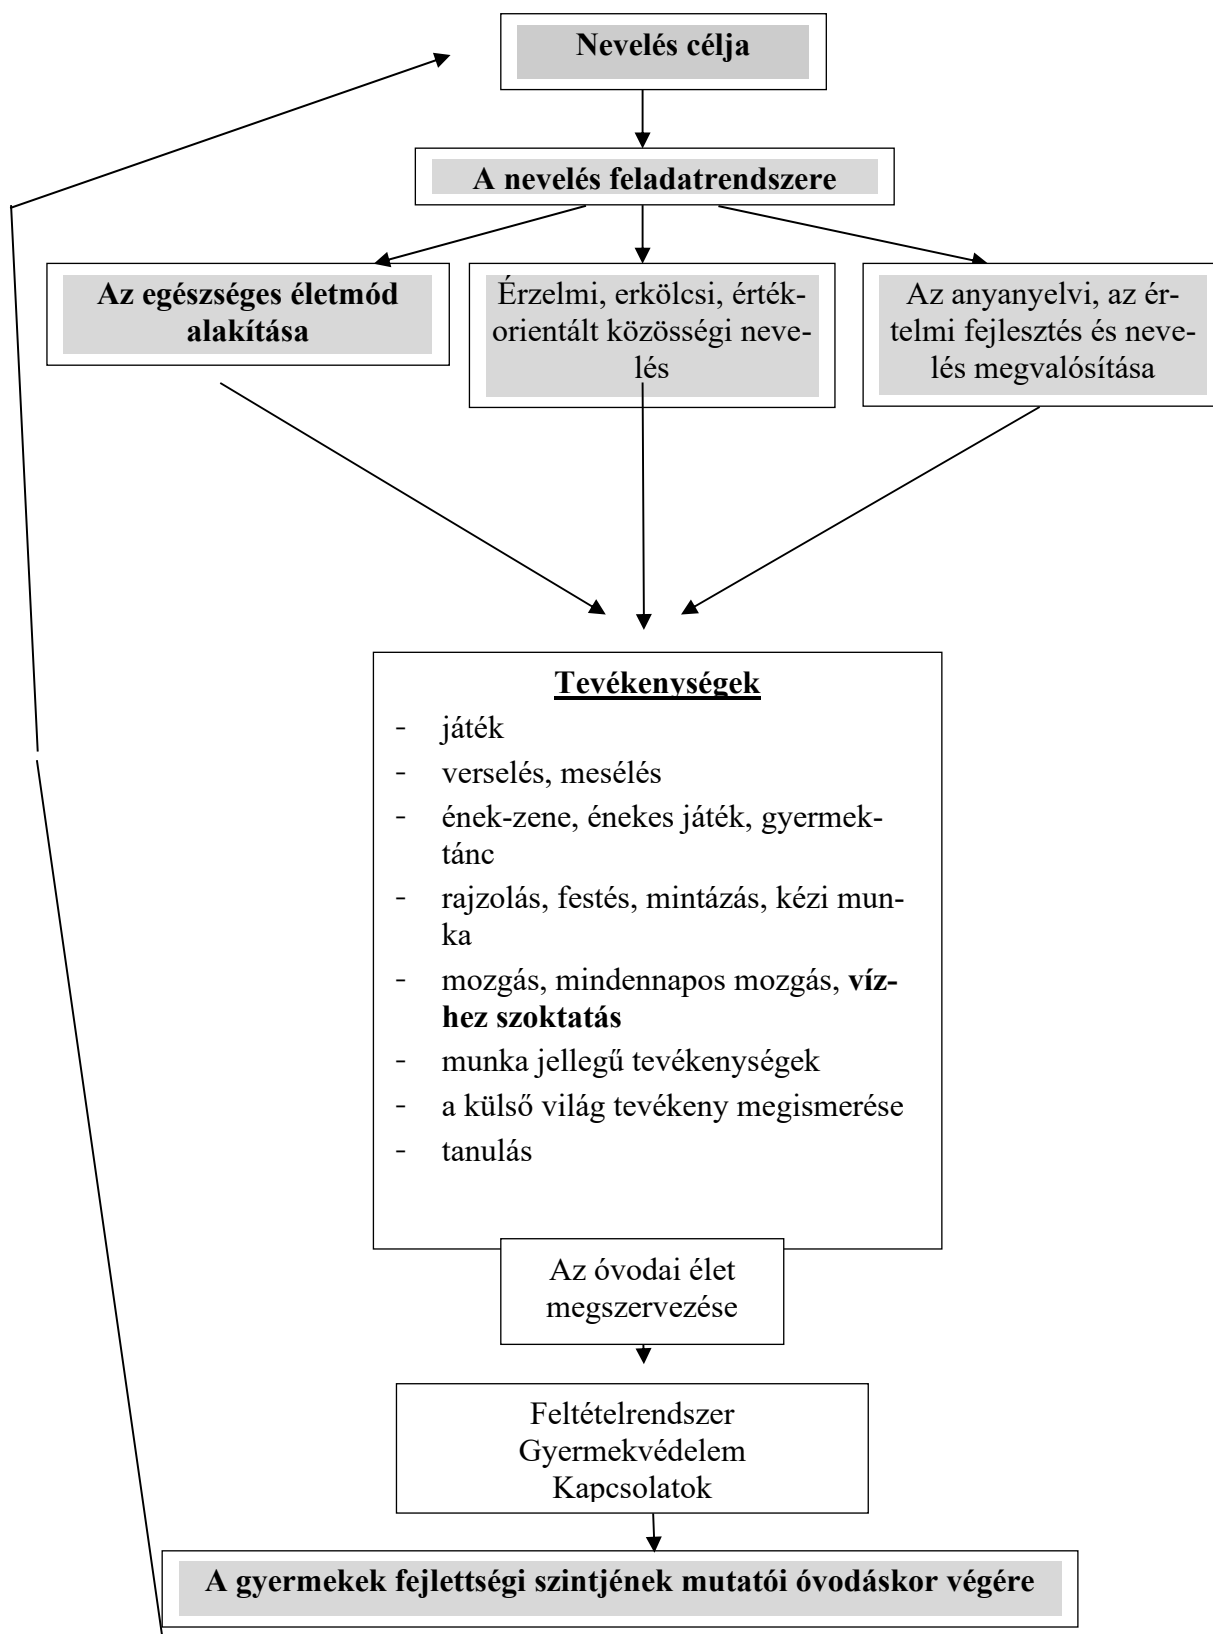 Nevelés célja
A nevelés feladatrendszere
Az egészséges életmód
alakítása
Érzelmi, erkölcsi, érték-
orientált közösségi neve-
lés
Az anyanyelvi, az ér-
telmi fejlesztés és neve-
lés megvalósítása
Tevékenységek
- játék
- verselés, mesélés
- ének-zene, énekes játék, gyermek-
tánc
- rajzolás, festés, mintázás, kézi mun-
ka
- mozgás, mindennapos mozgás, víz-
hez szoktatás
- munka jellegű tevékenységek
- a külső világ tevékeny megismerése
- tanulás
Az óvodai élet
megszervezése
Feltételrendszer
Gyermekvédelem
Kapcsolatok
A gyermekek fejlettségi szintjének mutatói óvodáskor végére